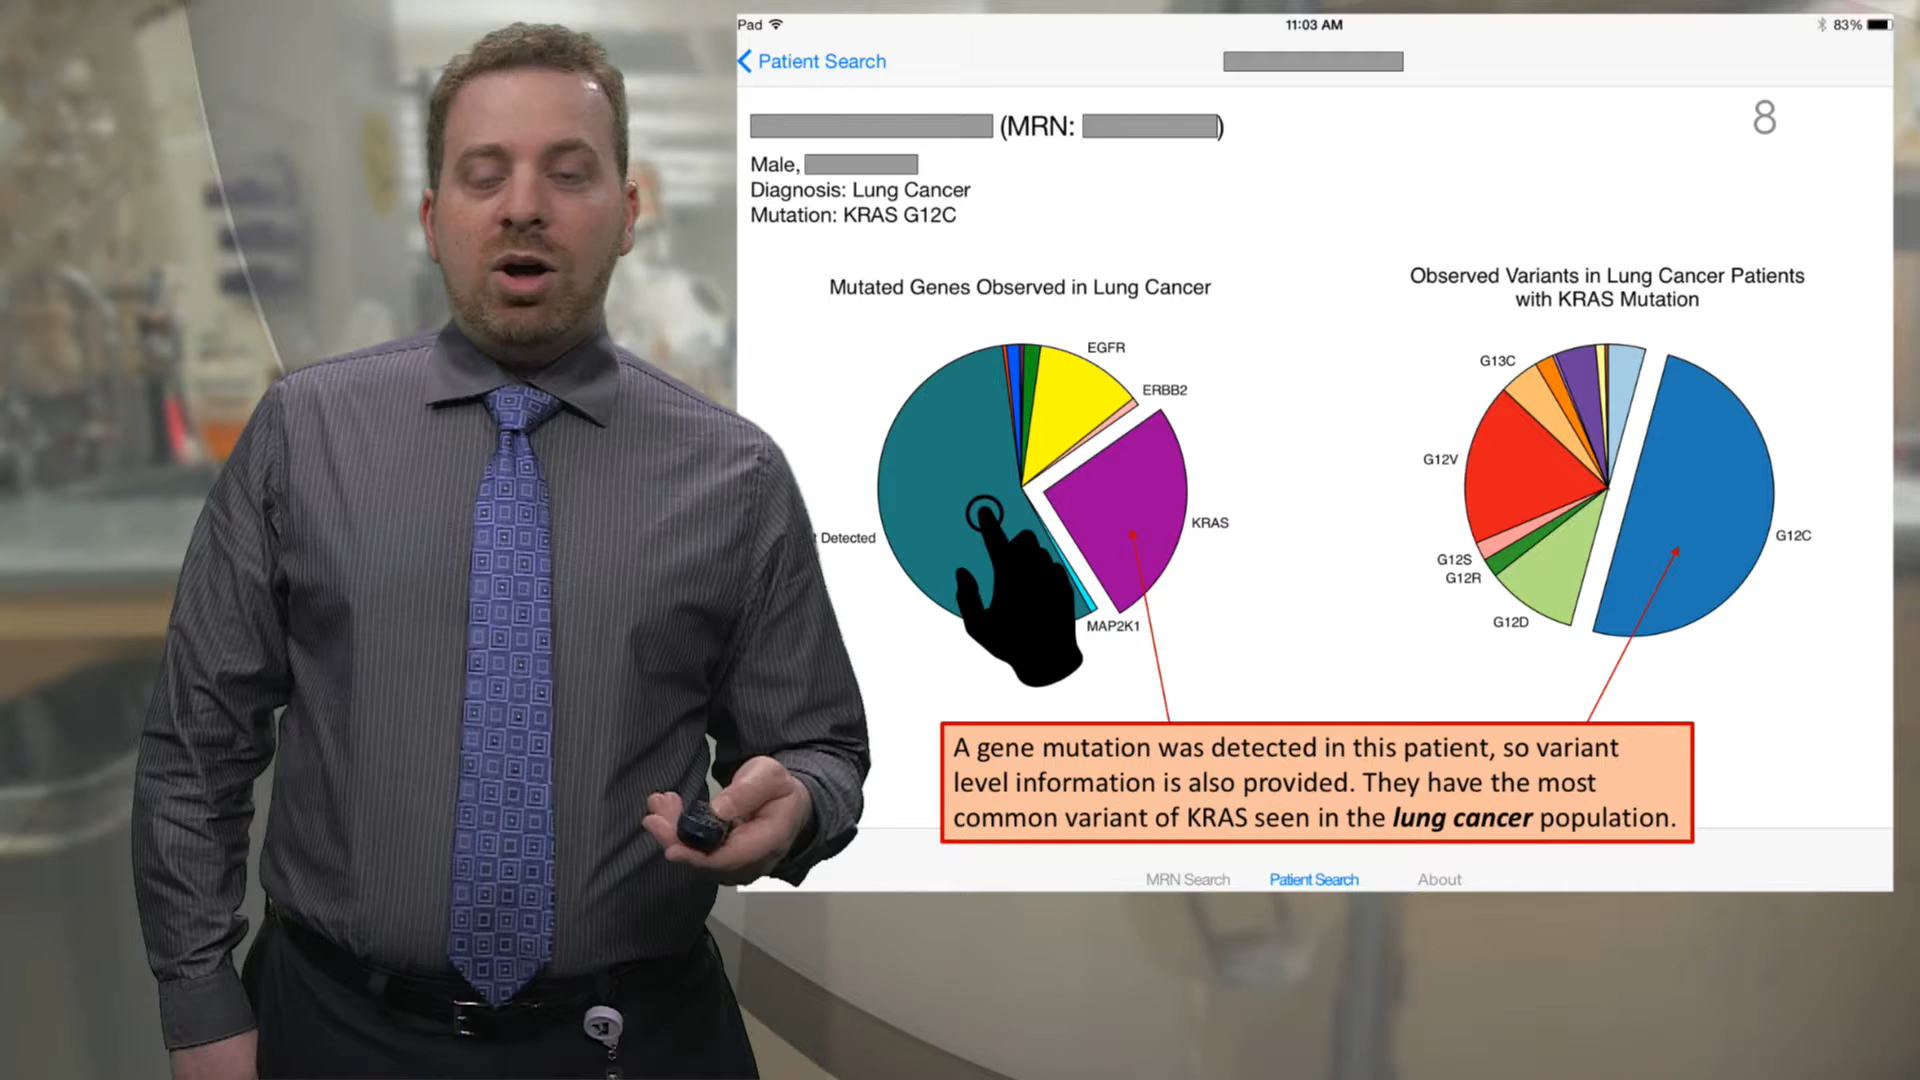 Pad
11:03 AM
83%
Patient Search
(MRN: )
8
Male,
Diagnosis: Lung Cancer
Mutation: KRAS G12C
Mutated Genes Observed in Lung Cancer
EGFR
ERBB2
KRAS
MAP2K1
Detected
Observed Variants in Lung Cancer Patients
with KRAS Mutation
G13C
G12V
G12S
G12R
G12D
G12C
A gene mutation was detected in this patient, so variant
level information is also provided. They have the most
common variant of KRAS seen in the lung cancer population.
MRN Search
Patient Search
About